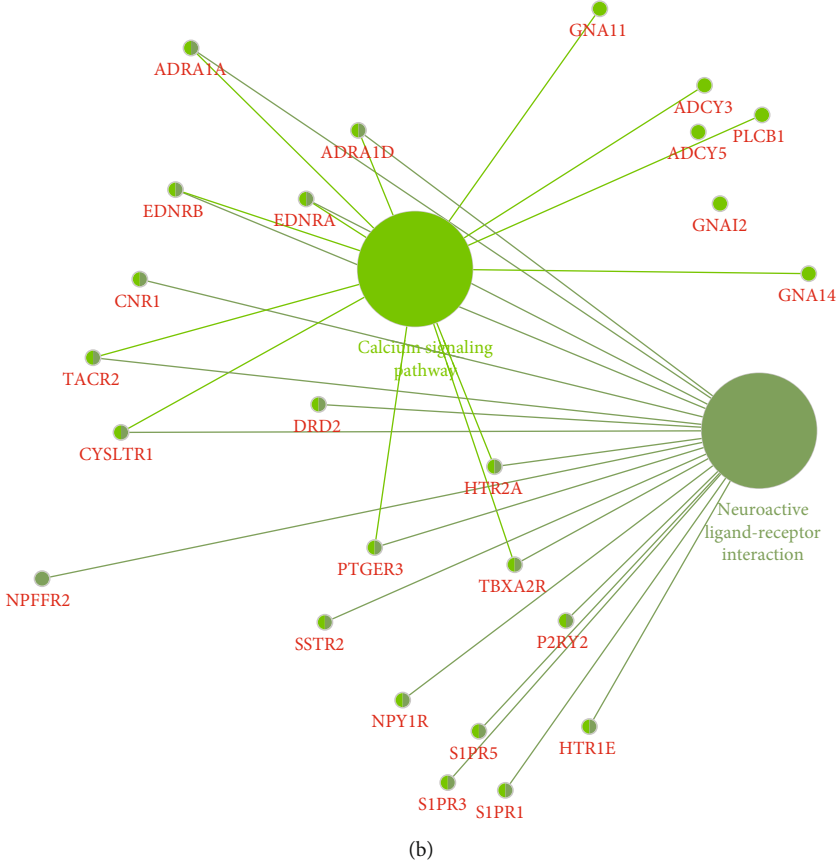 GNA11
ADRA1A
ADCY3
PLCB1
ADRA1D
ADCY5
EDNRB
EDNRA
GNAI2
CNR1
GNA14
Calcium signaling
pathway
TACR2
DRD2
CYSLTR1
HTR2A
Neuroactive
ligand-receptor
interaction
PTGER3
TBXA2R
NPFFR2
SSTR2
P2RY2
NPY1R
S1PR5
HTR1E
S1PR3
S1PR1
(b)